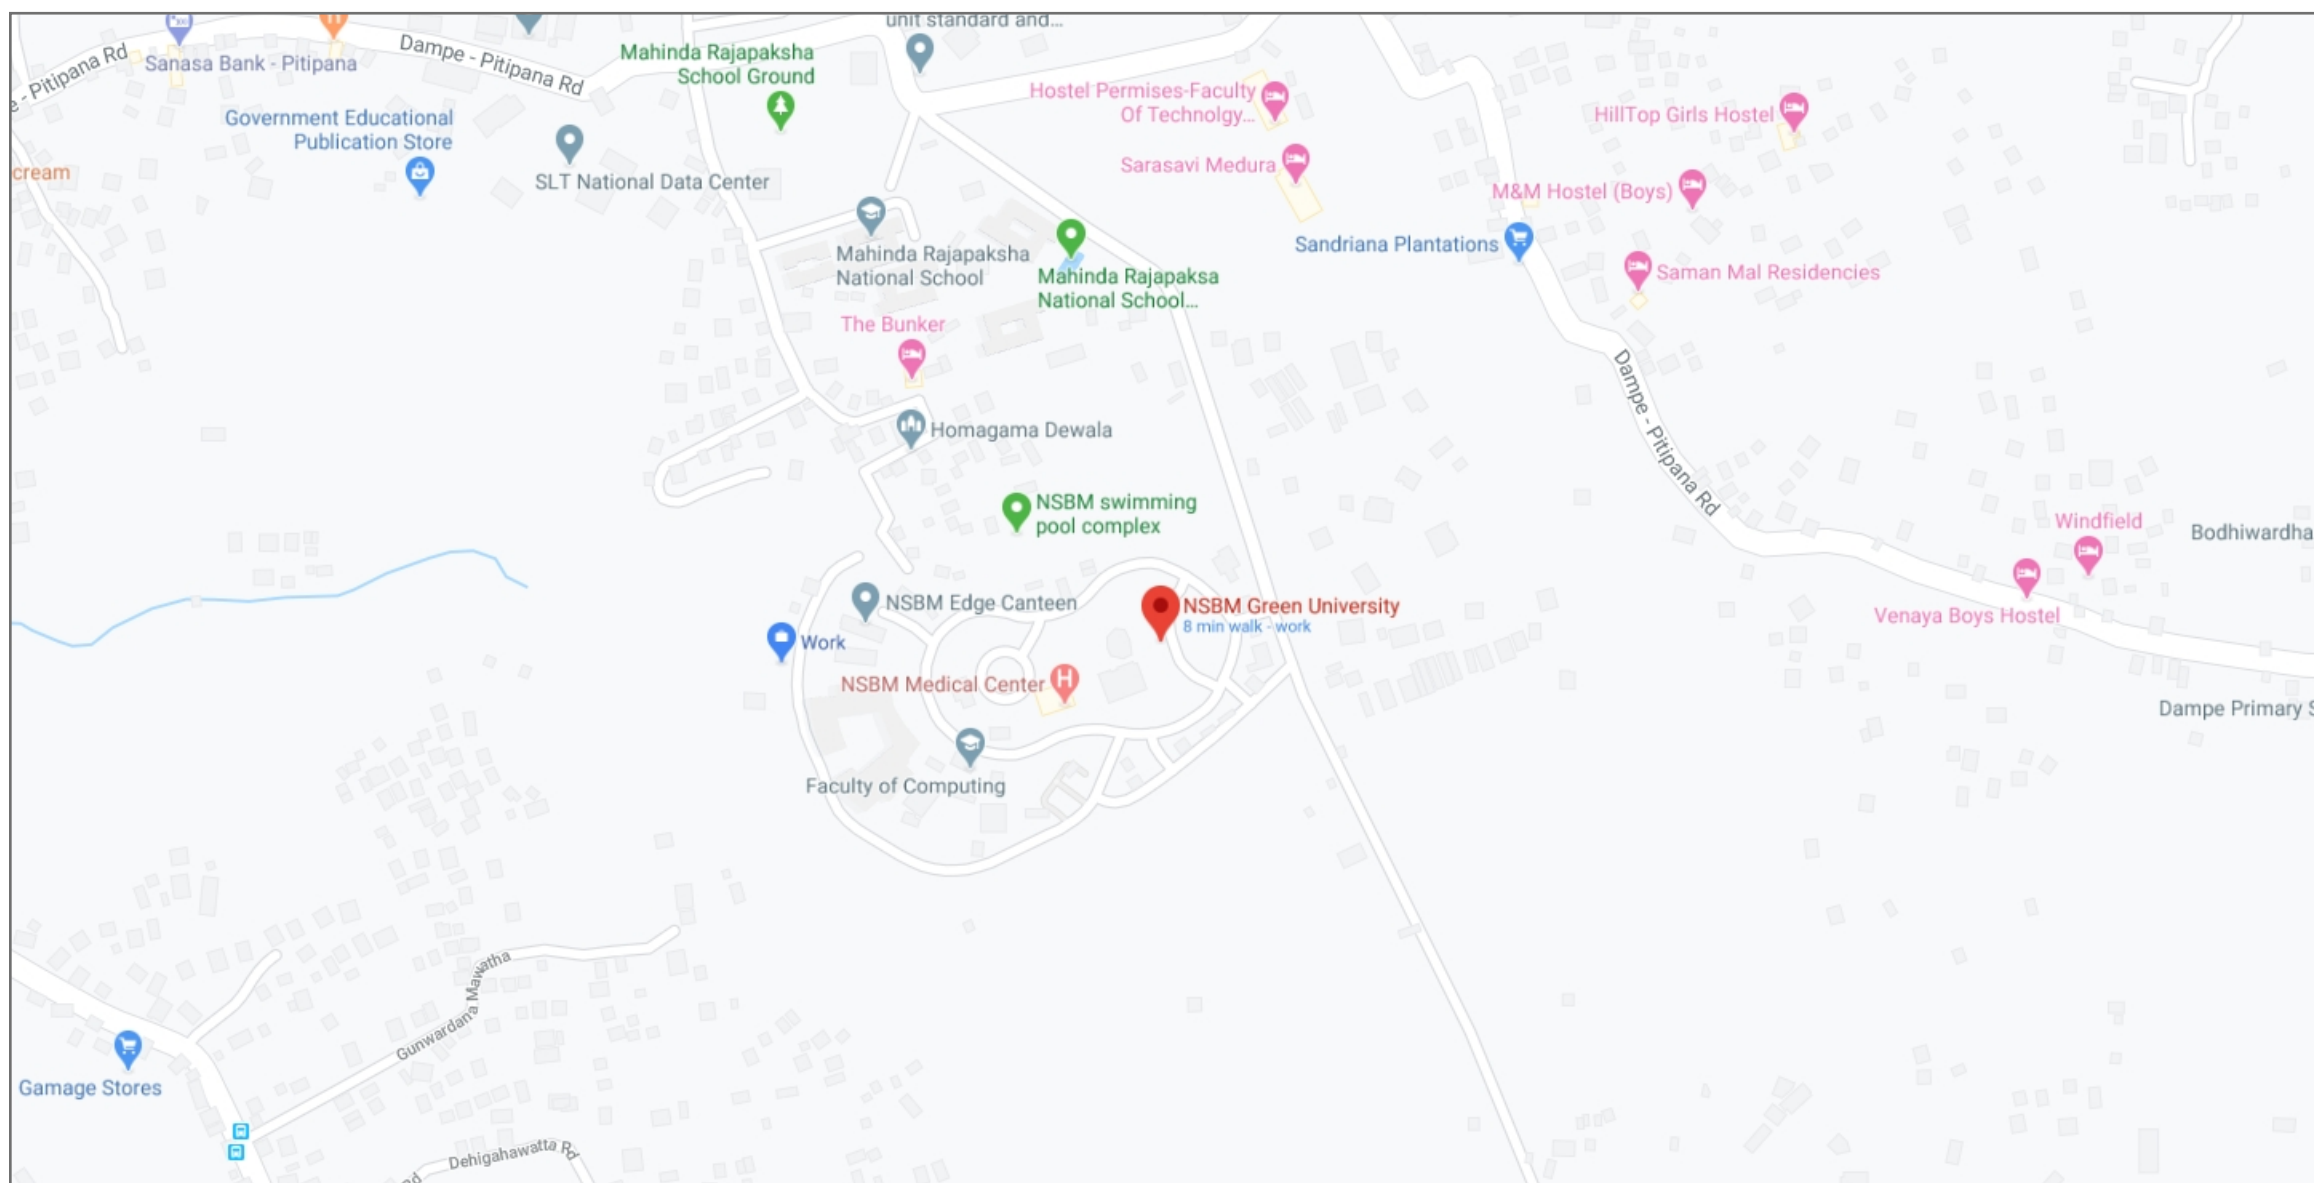 unit standard and...
Dampe - Pitipana Rd
Mahinda Rajapaksha
School Ground
Sanasa Bank - Pitipana
e - Pitipana Rd
Hostel Permises-Faculty
Of Technolgy...
HillTop Girls Hostel
Government Educational
Publication Store
cream
SLT National Data Center
Sarasavi Medura
M&M Hostel (Boys)
Mahinda Rajapaksha
National School
Sandriana Plantations
Mahinda Rajapaksa
National School...
Saman Mal Residencies
The Bunker
Dampe - Pitipana Rd
Homagama Dewala
NSBM swimming
pool complex
Windfield
Bodhiwardha
NSBM Edge Canteen
NSBM Green University
8 min walk - work
Venaya Boys Hostel
Work
NSBM Medical Center
H
Dampe Primary S
Faculty of Computing
Gunwardana Mawatha
Gamage Stores
Dehigahawatta Rd